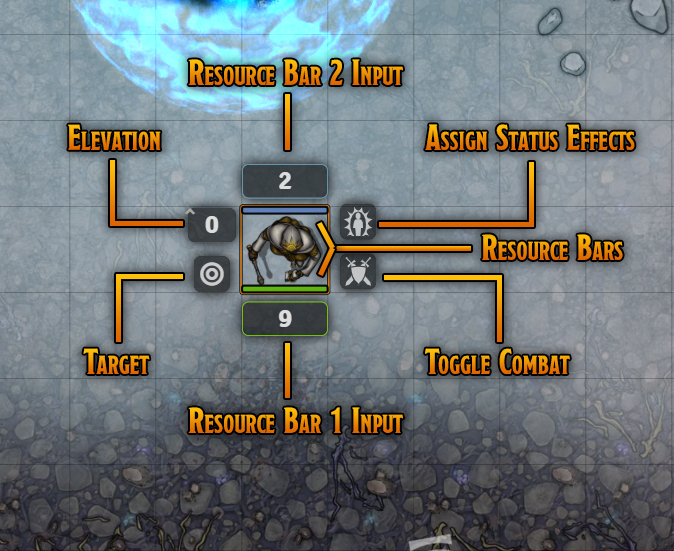 Resource Bar 2 Input
Elevation
Assign Status Effects
2
0
Resource Bars
Target
9
Toggle Combat
Resource Bar 1 Input